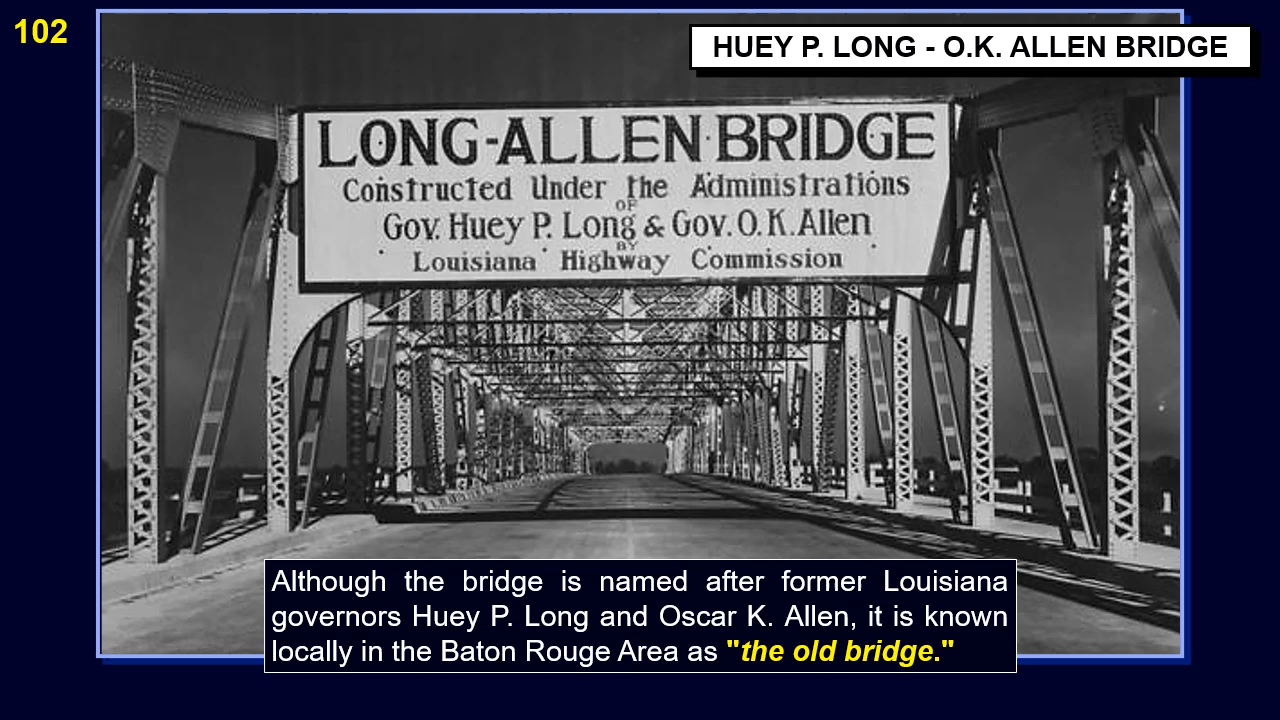 102
HUEY P. LONG - O.K. ALLEN BRIDGE
LONG-ALLEN BRIDGE
Constructed Under the Administrations
OF
Gov. Huey P. Long & Gov. O.K. Allen
BY
Louisiana Highway Commission
Although the bridge is named after former Louisiana
governors Huey P. Long and Oscar K. Allen, it is known
locally in the Baton Rouge Area as "the old bridge."